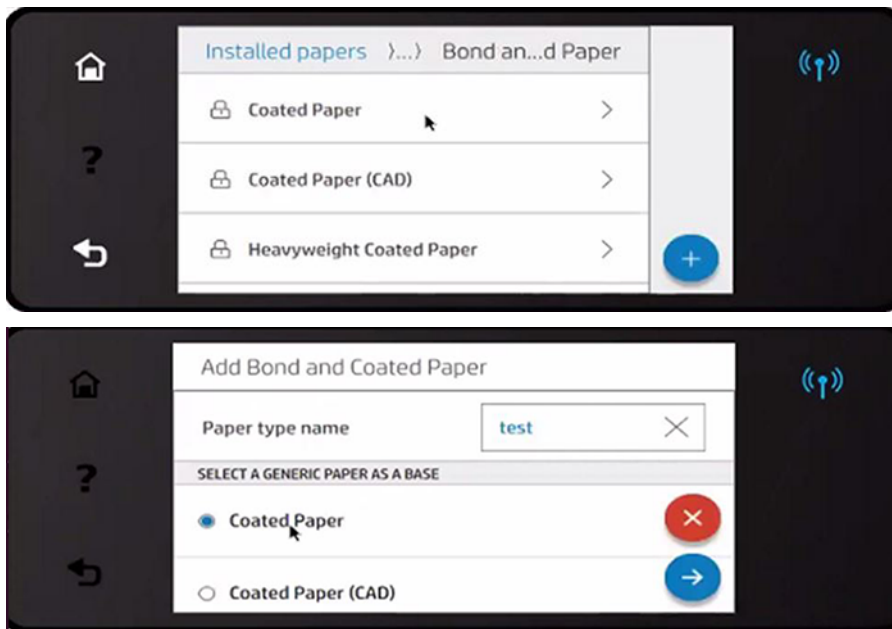 Installed papers 〉...〉 Bond an...d Paper
Coated Paper
Coated Paper (CAD)
Heavyweight Coated Paper
Add Bond and Coated Paper
Paper type name test
SELECT A GENERIC PAPER AS A BASE
Coated Paper
Coated Paper (CAD)